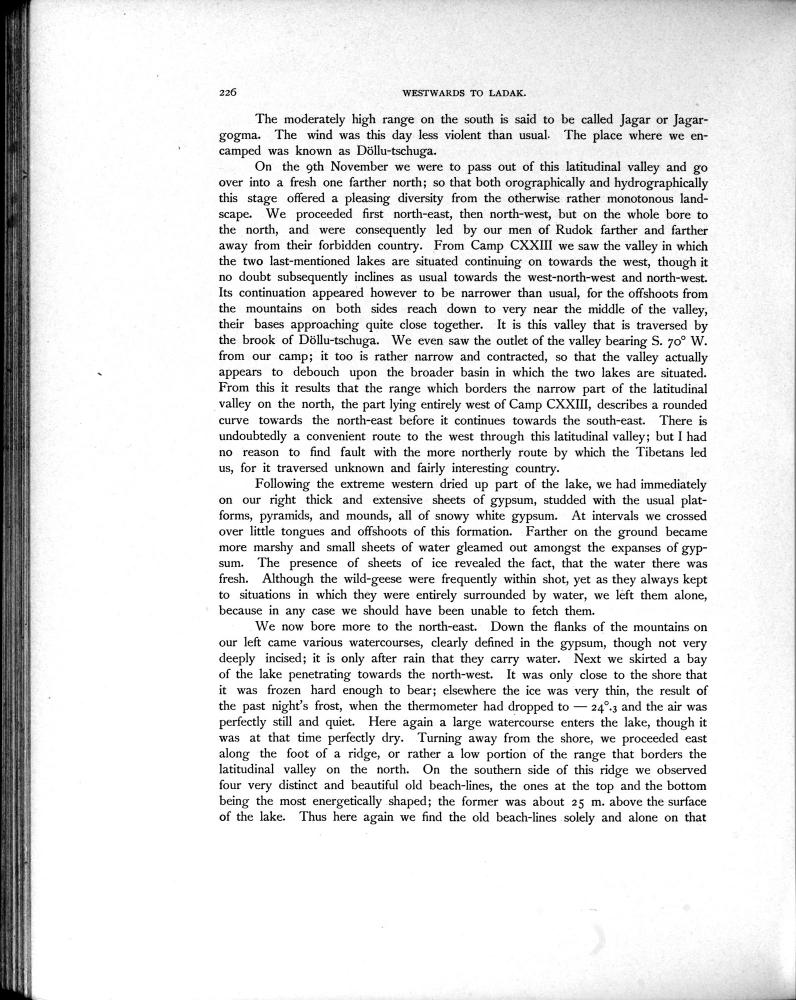 226
WESTWARDS TO LADAK.
The moderately high range on the south is said to be called Jagar or Jagar-
gogma. The wind was this day less violent than usual. The place where we en-
camped was known as Döllu-tschuga.
On the 9th November we were to pass out of this latitudinal valley and go
over into a fresh one farther north; so that both orographically and hydrographically
this stage offered a pleasing diversity from the otherwise rather monotonous land-
scape. We proceeded first north-east, then north-west, but on the whole bore to
the north, and were consequently led by our men of Rudok farther and farther
away from their forbidden country. From Camp CXXIII we saw the valley in which
the two last-mentioned lakes are situated continuing on towards the west, though it
no doubt subsequently inclines as usual towards the west-north-west and north-west.
Its continuation appeared however to be narrower than usual, for the offshoots from
the mountains on both sides reach down to very near the middle of the valley,
their bases approaching quite close together. It is this valley that is traversed by
the brook of Döllu-tschuga. We even saw the outlet of the valley bearing S. 70° W.
from our camp; it too is rather narrow and contracted, so that the valley actually
appears to debouch upon the broader basin in which the two lakes are situated.
From this it results that the range which borders the narrow part of the latitudinal
valley on the north, the part lying entirely west of Camp CXXIII, describes a rounded
curve towards the north-east before it continues towards the south-east. There is
undoubtedly a convenient route to the west through this latitudinal valley; but I had
no reason to find fault with the more northerly route by which the Tibetans led
us, for it traversed unknown and fairly interesting country.
Following the extreme western dried up part of the lake, we had immediately
on our right thick and extensive sheets of gypsum, studded with the usual plat-
forms, pyramids, and mounds, all of snowy white gypsum. At intervals we crossed
over little tongues and offshoots of this formation. Farther on the ground became
more marshy and small sheets of water gleamed out amongst the expanses of gyp-
sum. The presence of sheets of ice revealed the fact, that the water there was
fresh. Although the wild-geese were frequently within shot, yet as they always kept
to situations in which they were entirely surrounded by water, we left them alone,
because in any case we should have been unable to fetch them.
We now bore more to the north-east. Down the flanks of the mountains on
our left came various watercourses, clearly defined in the gypsum, though not very
deeply incised; it is only after rain that they carry water. Next we skirted a bay
of the lake penetrating towards the north-west. It was only close to the shore that
it was frozen hard enough to bear; elsewhere the ice was very thin, the result of
the past night's frost, when the thermometer had dropped to — 24°.3 and the air was
perfectly still and quiet. Here again a large watercourse enters the lake, though it
was at that time perfectly dry. Turning away from the shore, we proceeded east
along the foot of a ridge, or rather a low portion of the range that borders the
latitudinal valley on the north. On the southern side of this ridge we observed
four very distinct and beautiful old beach-lines, the ones at the top and the bottom
being the most energetically shaped; the former was about 25 m. above the surface
of the lake. Thus here again we find the old beach-lines solely and alone on that